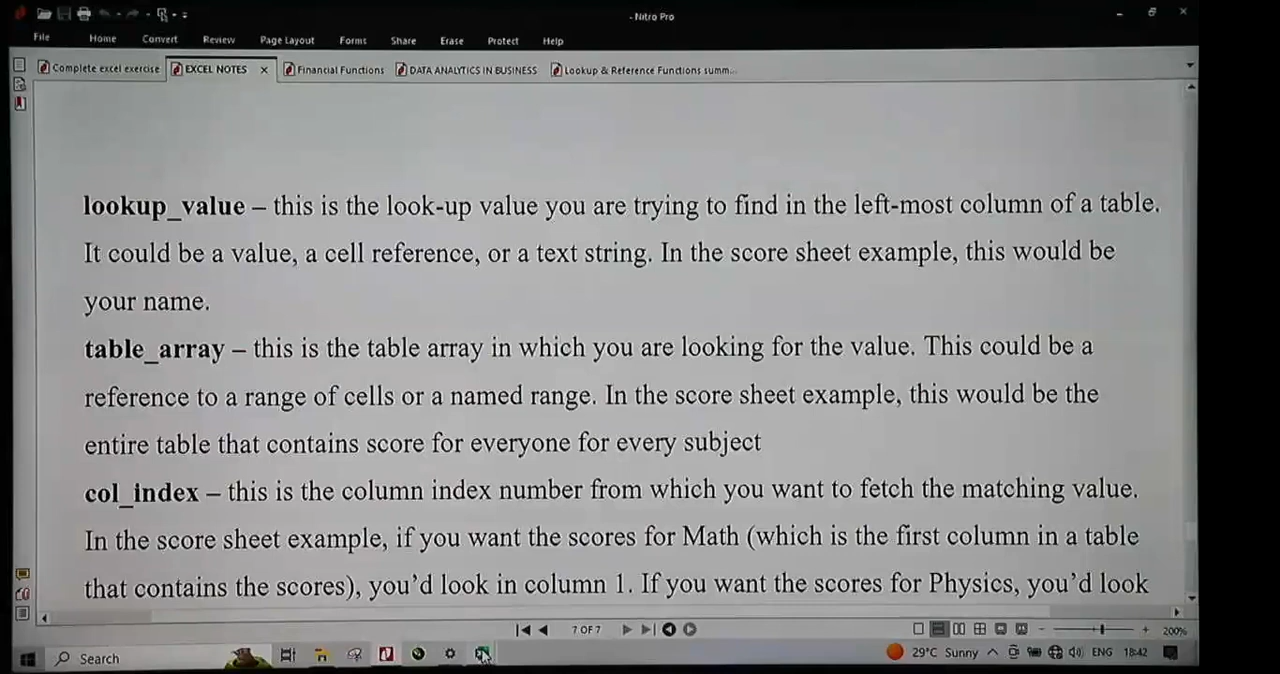 - Nitro Pro
File Home Convert Review Page Layout Forms Share Erase Protect Help
Complete excel exercise EXCEL NOTES × Financial Functions DATA ANALYTICS IN BUSINESS Lookup & Reference Functions summ...
lookup_value – this is the look-up value you are trying to find in the left-most column of a table.
It could be a value, a cell reference, or a text string. In the score sheet example, this would be
your name.
table_array – this is the table array in which you are looking for the value. This could be a
reference to a range of cells or a named range. In the score sheet example, this would be the
entire table that contains score for everyone for every subject
col_index – this is the column index number from which you want to fetch the matching value.
In the score sheet example, if you want the scores for Math (which is the first column in a table
that contains the scores), you’d look in column 1. If you want the scores for Physics, you’d look
7 OF 7
200%
Search
29°C Sunny ENG 18:42